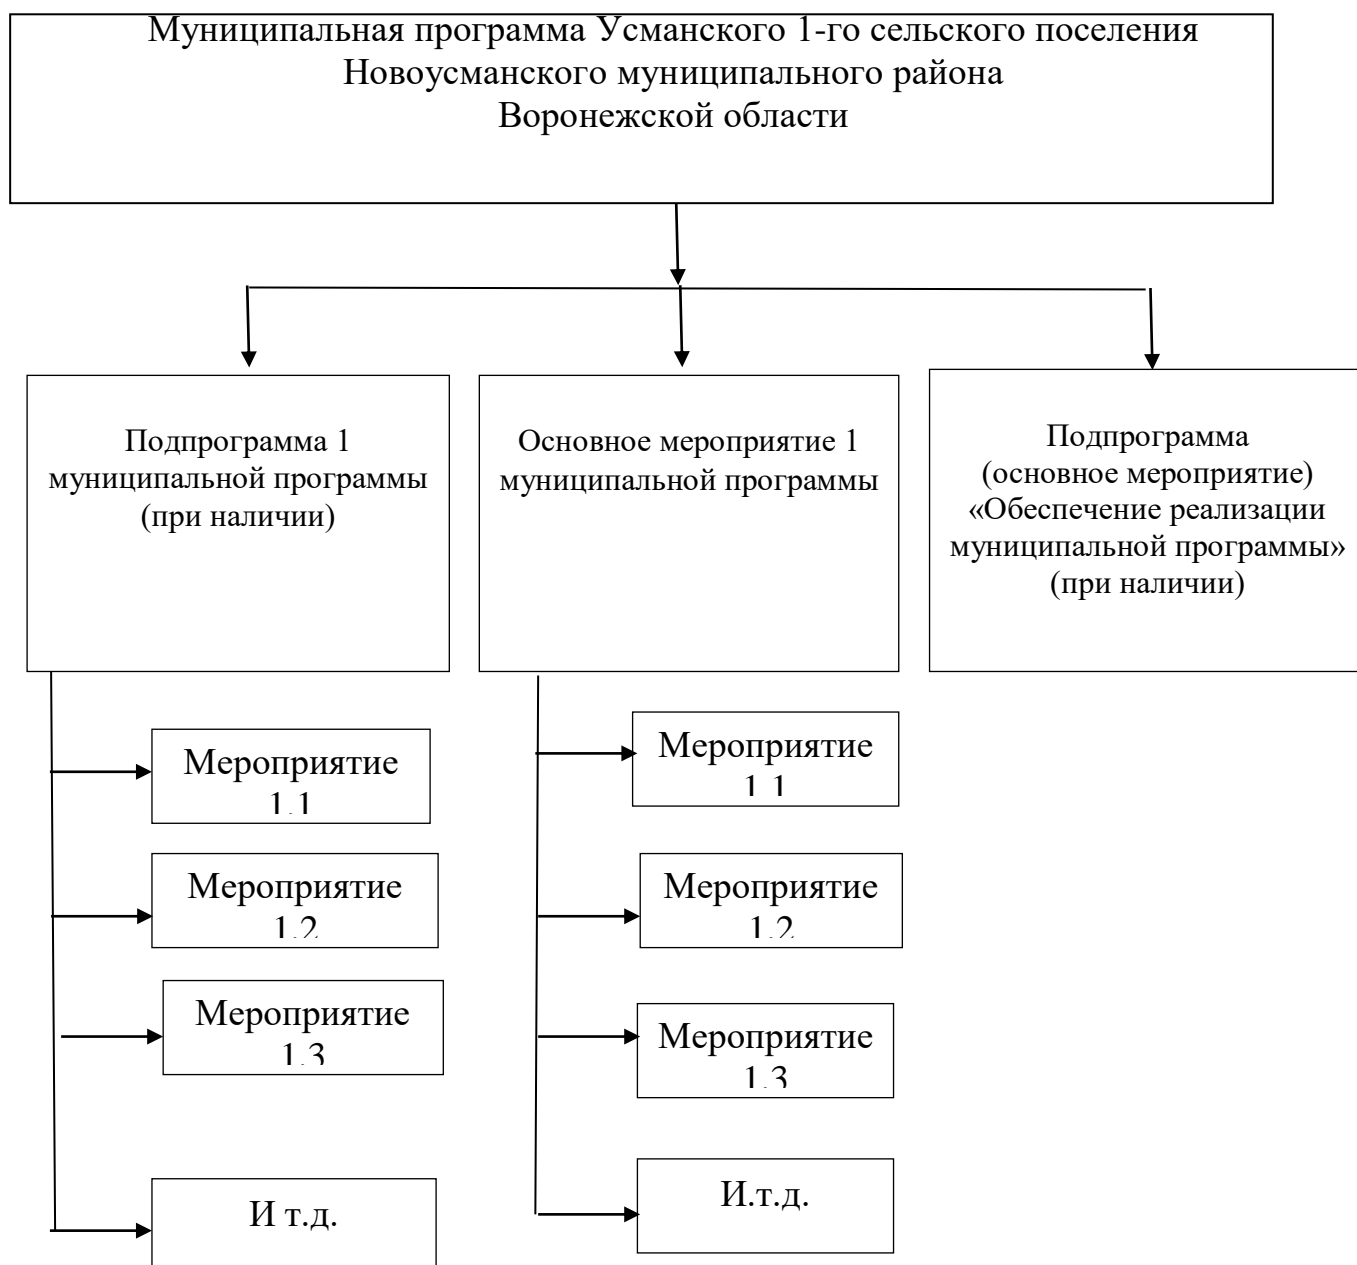 Муниципальная программа Усманского 1-го сельского поселения
Новоусманского муниципального района
Воронежской области
Подпрограмма 1
муниципальной программы
(при наличии)
Основное мероприятие 1
муниципальной программы
Подпрограмма
(основное мероприятие)
«Обеспечение реализации
муниципальной программы»
(при наличии)
Мероприятие
1.1
Мероприятие
1.2
Мероприятие
1.3
И т.д.
Мероприятие
1.1
Мероприятие
1.2
Мероприятие
1.3
И.т.д.